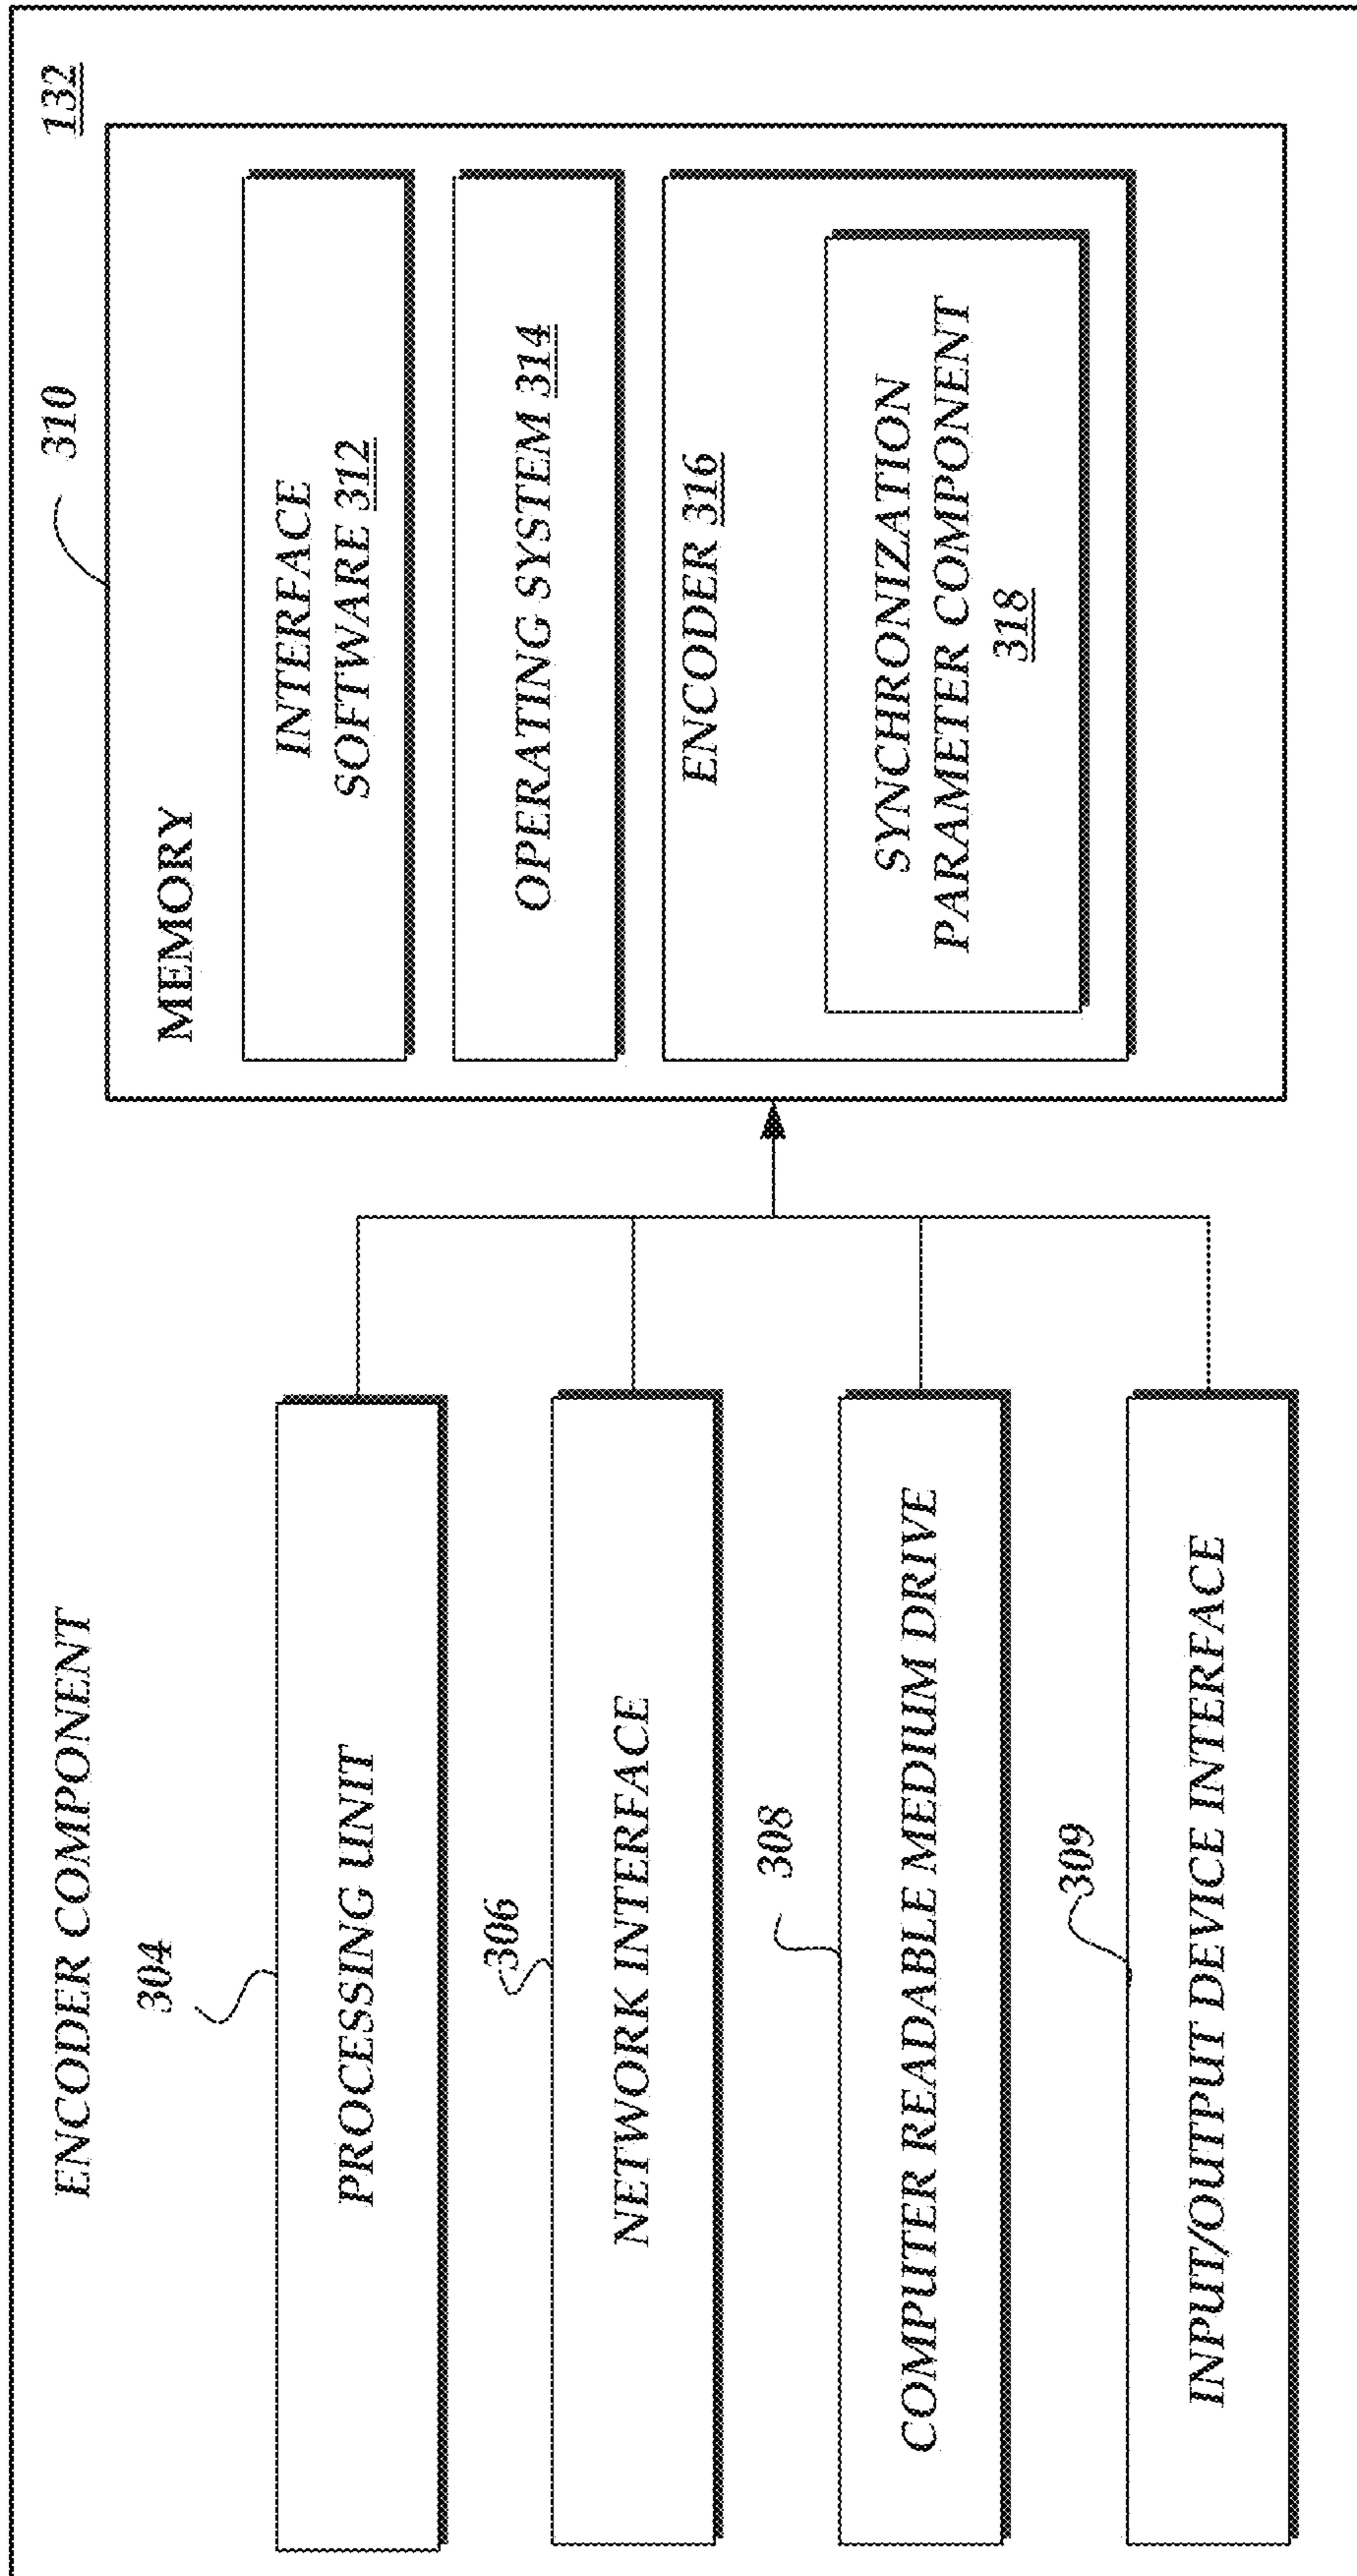 ENCODER COMPONENT
132
304
PROCESSING UNIT
306
NETWORK INTERFACE
308
COMPUTER READABLE MEDIUM DRIVE
309
INPUT/OUTPUT DEVICE INTERFACE
310
MEMORY
INTERFACE
SOFTWARE 312
OPERATING SYSTEM 314
ENCODER 316
SYNCHRONIZATION
PARAMETER COMPONENT
318